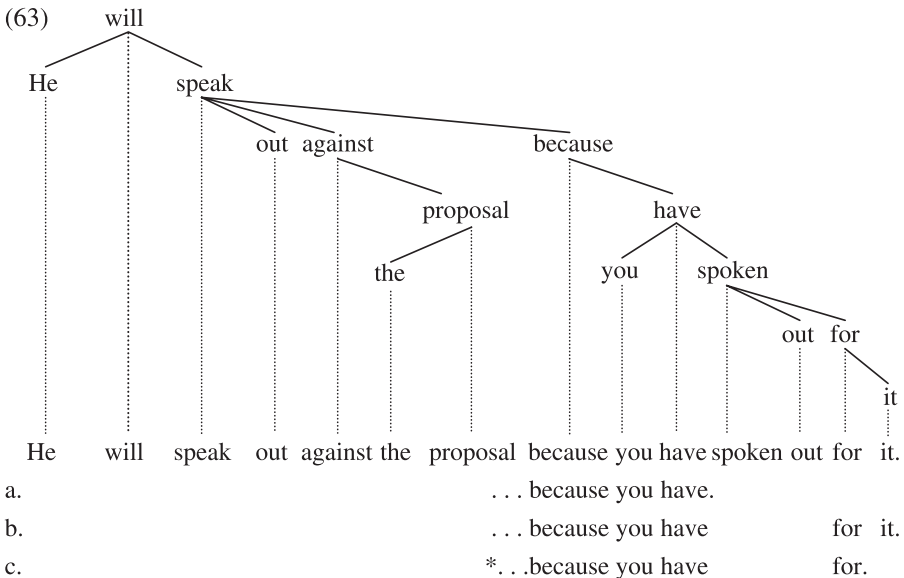 (63) will
He speak
out against because
proposal have
the you spoken
out for
it
He will speak out against the proposal because you have spoken out for it.
a. . . . because you have.
b. . . . because you have for it.
c. *. . .because you have for.